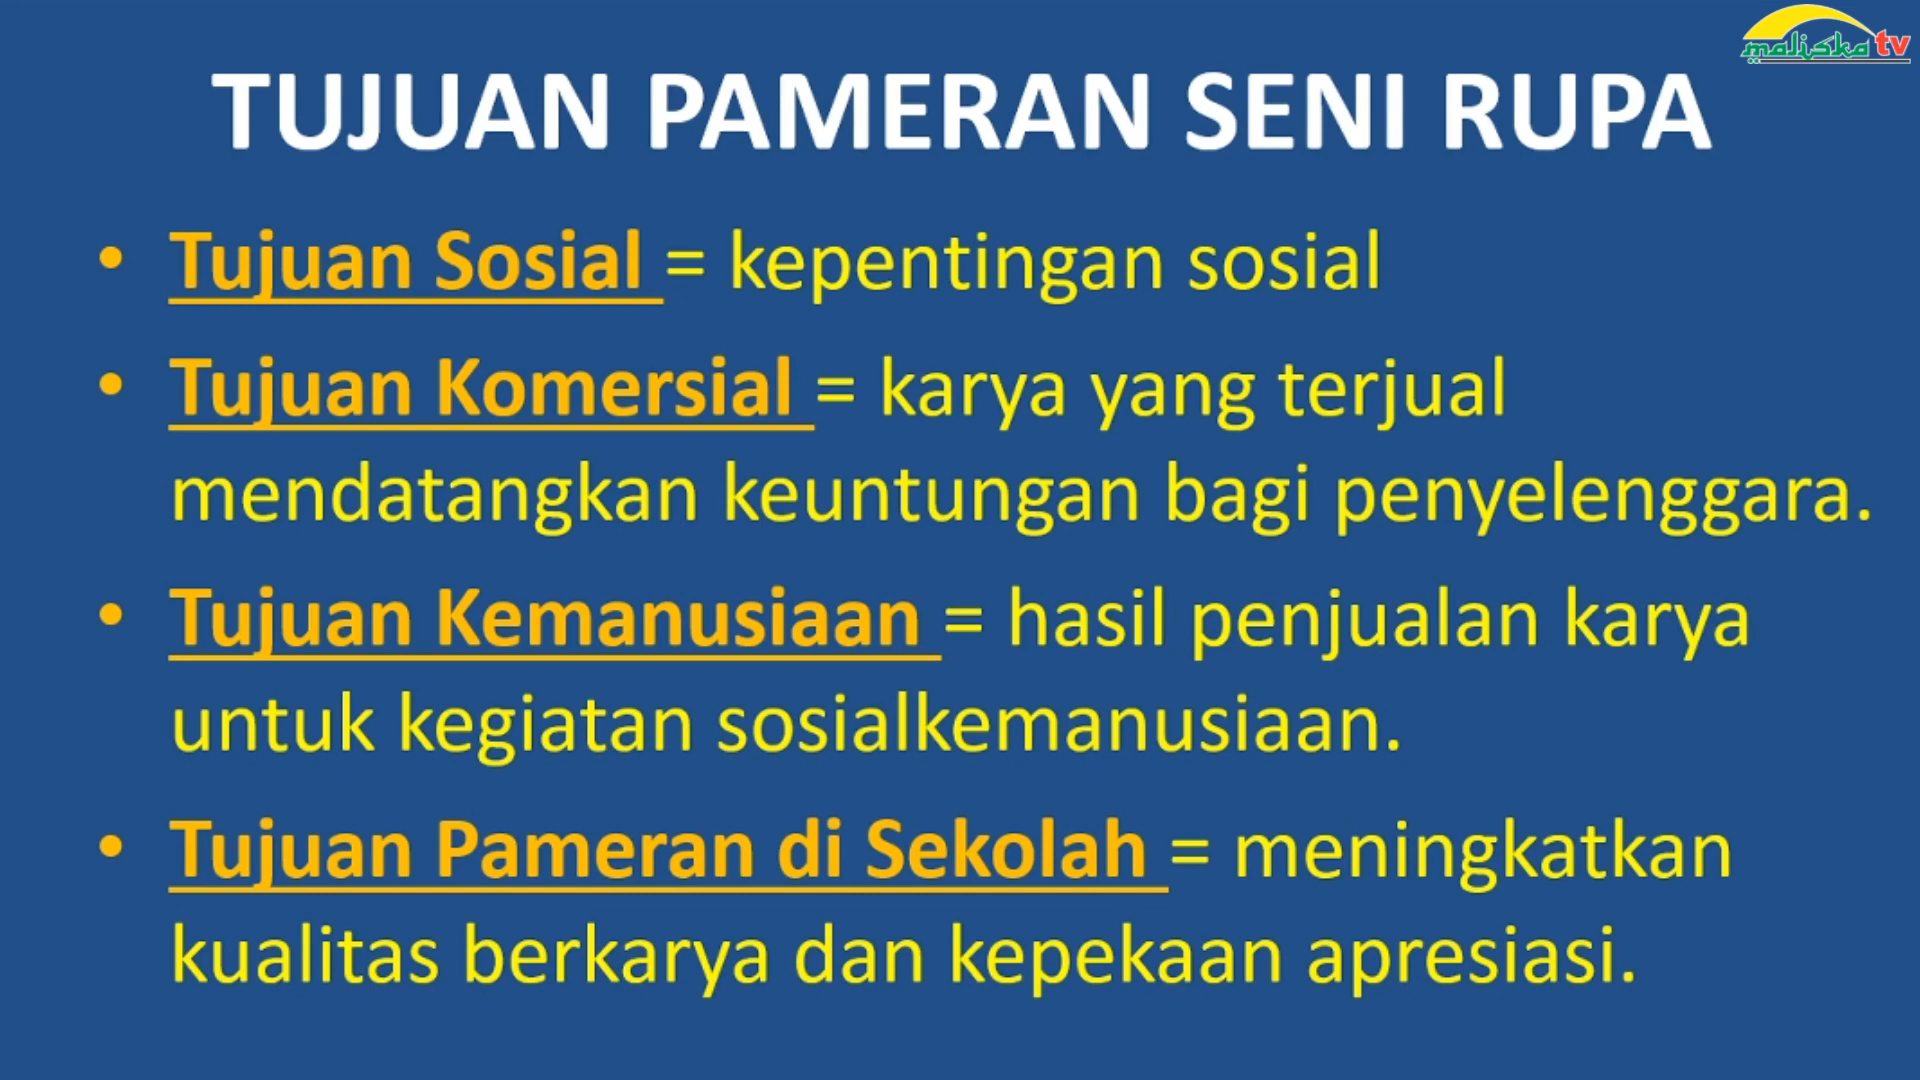 maliska tv
TUJUAN PAMERAN SENI RUPA
• Tujuan Sosial = kepentingan sosial
• Tujuan Komersial = karya yang terjual
mendatangkan keuntungan bagi penyelenggara.
• Tujuan Kemanusiaan = hasil penjualan karya
untuk kegiatan sosialkemanusiaan.
• Tujuan Pameran di Sekolah = meningkatkan
kualitas berkarya dan kepekaan apresiasi.